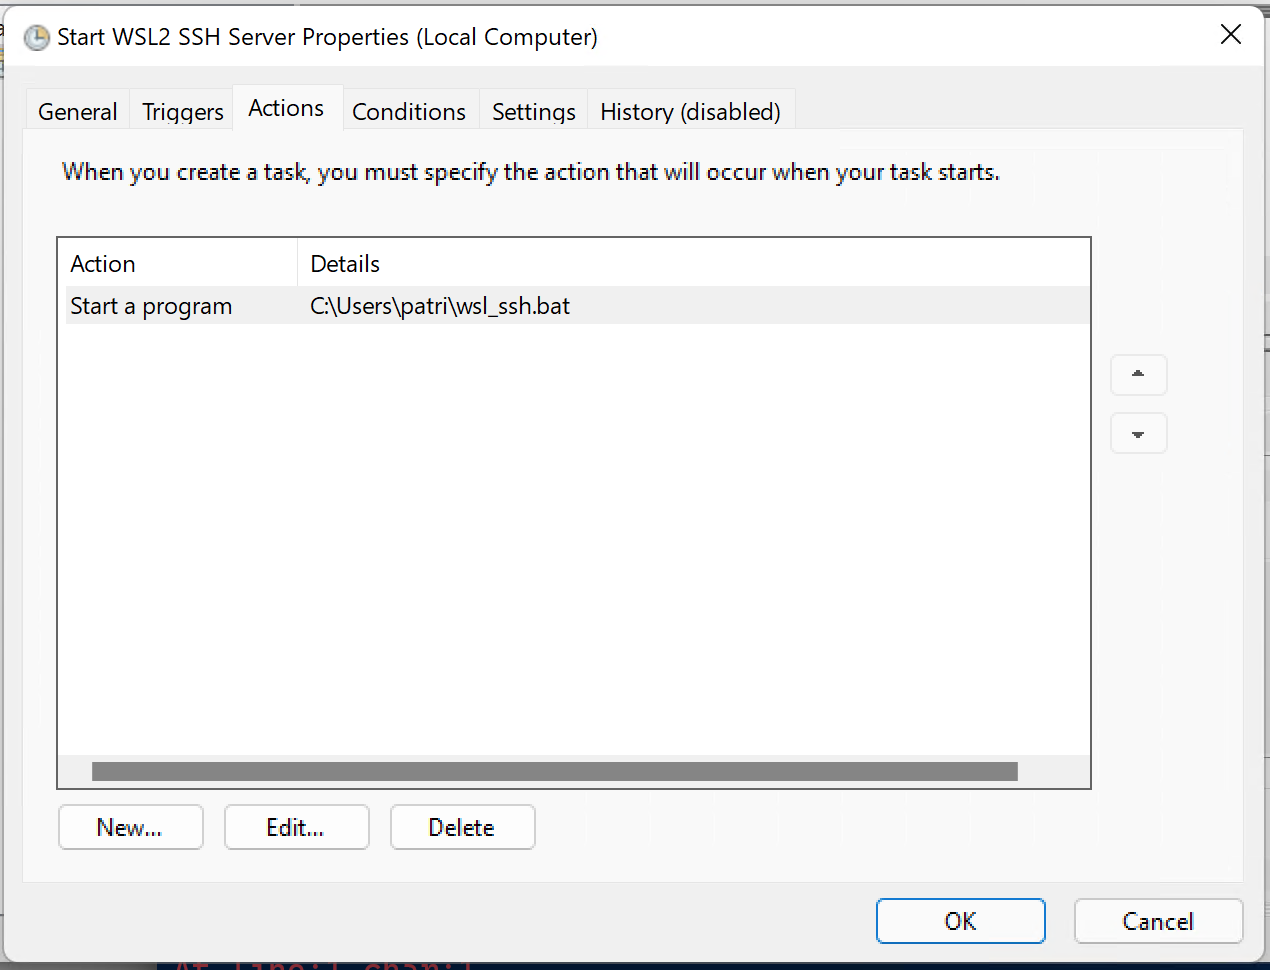 Start WSL2 SSH Server Properties (Local Computer)
General Triggers Actions Conditions Settings History (disabled)
When you create a task, you must specify the action that will occur when your task starts.
Action Details
Start a program C:\Users\patri\wsl_ssh.bat
New... Edit... Delete
OK Cancel